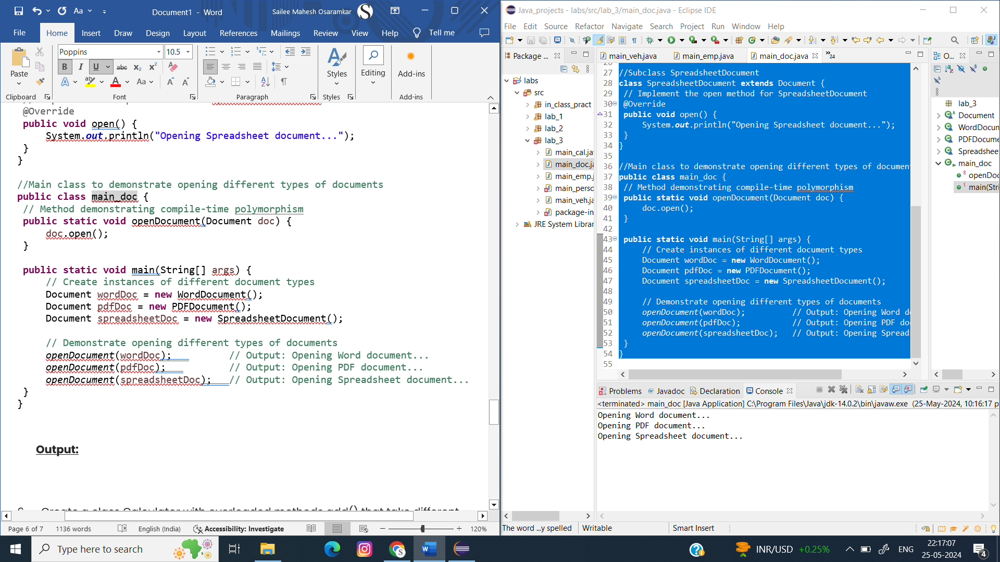 Document1 - Word
Sailee Mahesh Osaramkar
File Home Insert Draw Design Layout References Mailings Review View Help Tell me
Paste
Poppins 10.5
Styles Editing Add-ins
Clipboard Font Paragraph Styles Add-ins
@Override
public void open() {
System.out.println("Opening Spreadsheet document...");
}
}
//Main class to demonstrate opening different types of documents
public class main_doc {
// Method demonstrating compile-time polymorphism
public static void openDocument(Document doc) {
doc.open();
}
public static void main(String[] args) {
// Create instances of different document types
Document wordDoc = new WordDocument();
Document pdfDoc = new PDFDocument();
Document spreadsheetDoc = new SpreadsheetDocument();
// Demonstrate opening different types of documents
openDocument(wordDoc); // Output: Opening Word document...
openDocument(pdfDoc); // Output: Opening PDF document...
openDocument(spreadsheetDoc); // Output: Opening Spreadsheet document...
}
}
Output:
Create a class Calculator with overloaded methods add() that take different
Page 6 of 7 1136 words English (India) Accessibility: Investigate 120%
Java_projects - labs/src/lab_3/main_doc.java - Eclipse IDE
File Edit Source Refactor Navigate Search Project Run Window Help
Package ...
labs
src
in_class_pract
lab_1
lab_2
lab_3
main_cal.ja
main_doc.ja
main_emp.j
main_perso
main_veh.ja
package-in
JRE System Librar
main_veh.java main_emp.java main_doc.java 24
27 //Subclass SpreadsheetDocument
28 class SpreadsheetDocument extends Document {
29 // Implement the open method for SpreadsheetDocument
30 @Override
31 public void open() {
32 System.out.println("Opening Spreadsheet document...");
33 }
34 }
35
36 //Main class to demonstrate opening different types of document
37 public class main_doc {
38 // Method demonstrating compile-time polymorphism
39 public static void openDocument(Document doc) {
40 doc.open();
41 }
42
43 public static void main(String[] args) {
44 // Create instances of different document types
45 Document wordDoc = new WordDocument();
46 Document pdfDoc = new PDFDocument();
47 Document spreadsheetDoc = new SpreadsheetDocument();
48
49 // Demonstrate opening different types of documents
50 openDocument(wordDoc); // Output: Opening Word do
51 openDocument(pdfDoc); // Output: Opening PDF doc
52 openDocument(spreadsheetDoc); // Output: Opening Spreads
53 }
54 }
55
O...
lab_3
Document
WordDocum
PDFDocume
Spreadshee
main_doc
openDoc
main(Stri
Problems Javadoc Declaration Console
<terminated> main_doc [Java Application] C:\Program Files\Java\jdk-14.0.2\bin\javaw.exe (25-May-2024, 10:16:17 p
Opening Word document...
Opening PDF document...
Opening Spreadsheet document...
The word ...y spelled Writable Smart Insert
Type here to search
INR/USD +0.25%
ENG
22:17:07
25-05-2024
4